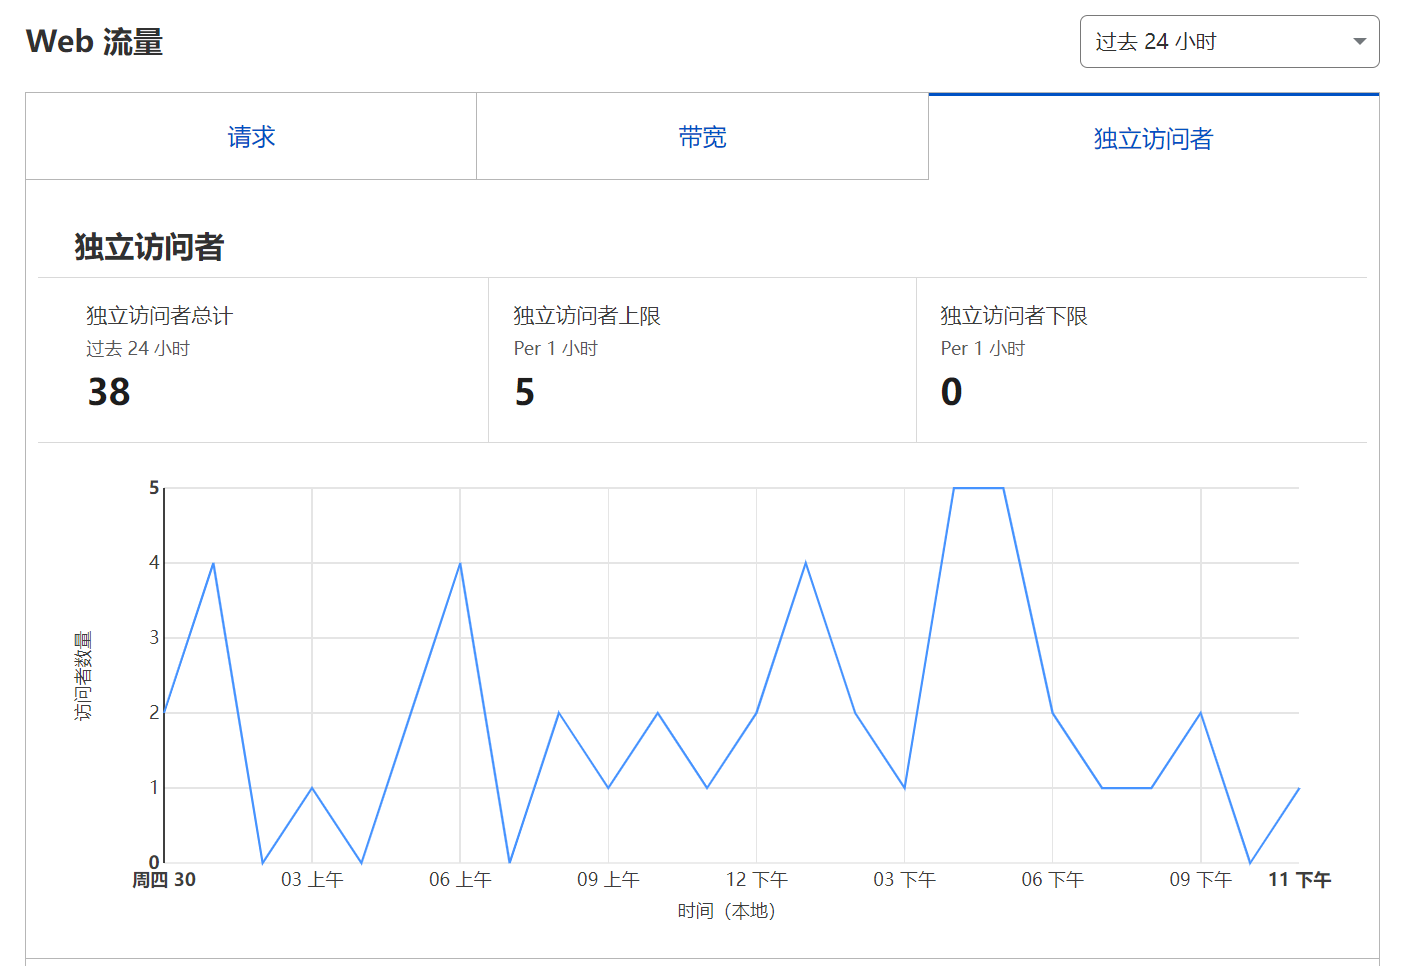 Web 流量
过去 24 小时
请求
带宽
独立访问者
独立访问者
独立访问者总计
过去 24 小时
38
独立访问者上限
Per 1 小时
5
独立访问者下限
Per 1 小时
0
5
4
3
2
1
0
访问者数量
周四 30
03 上午
06 上午
09 上午
12 下午
03 下午
06 下午
09 下午
11 下午
时间（本地）